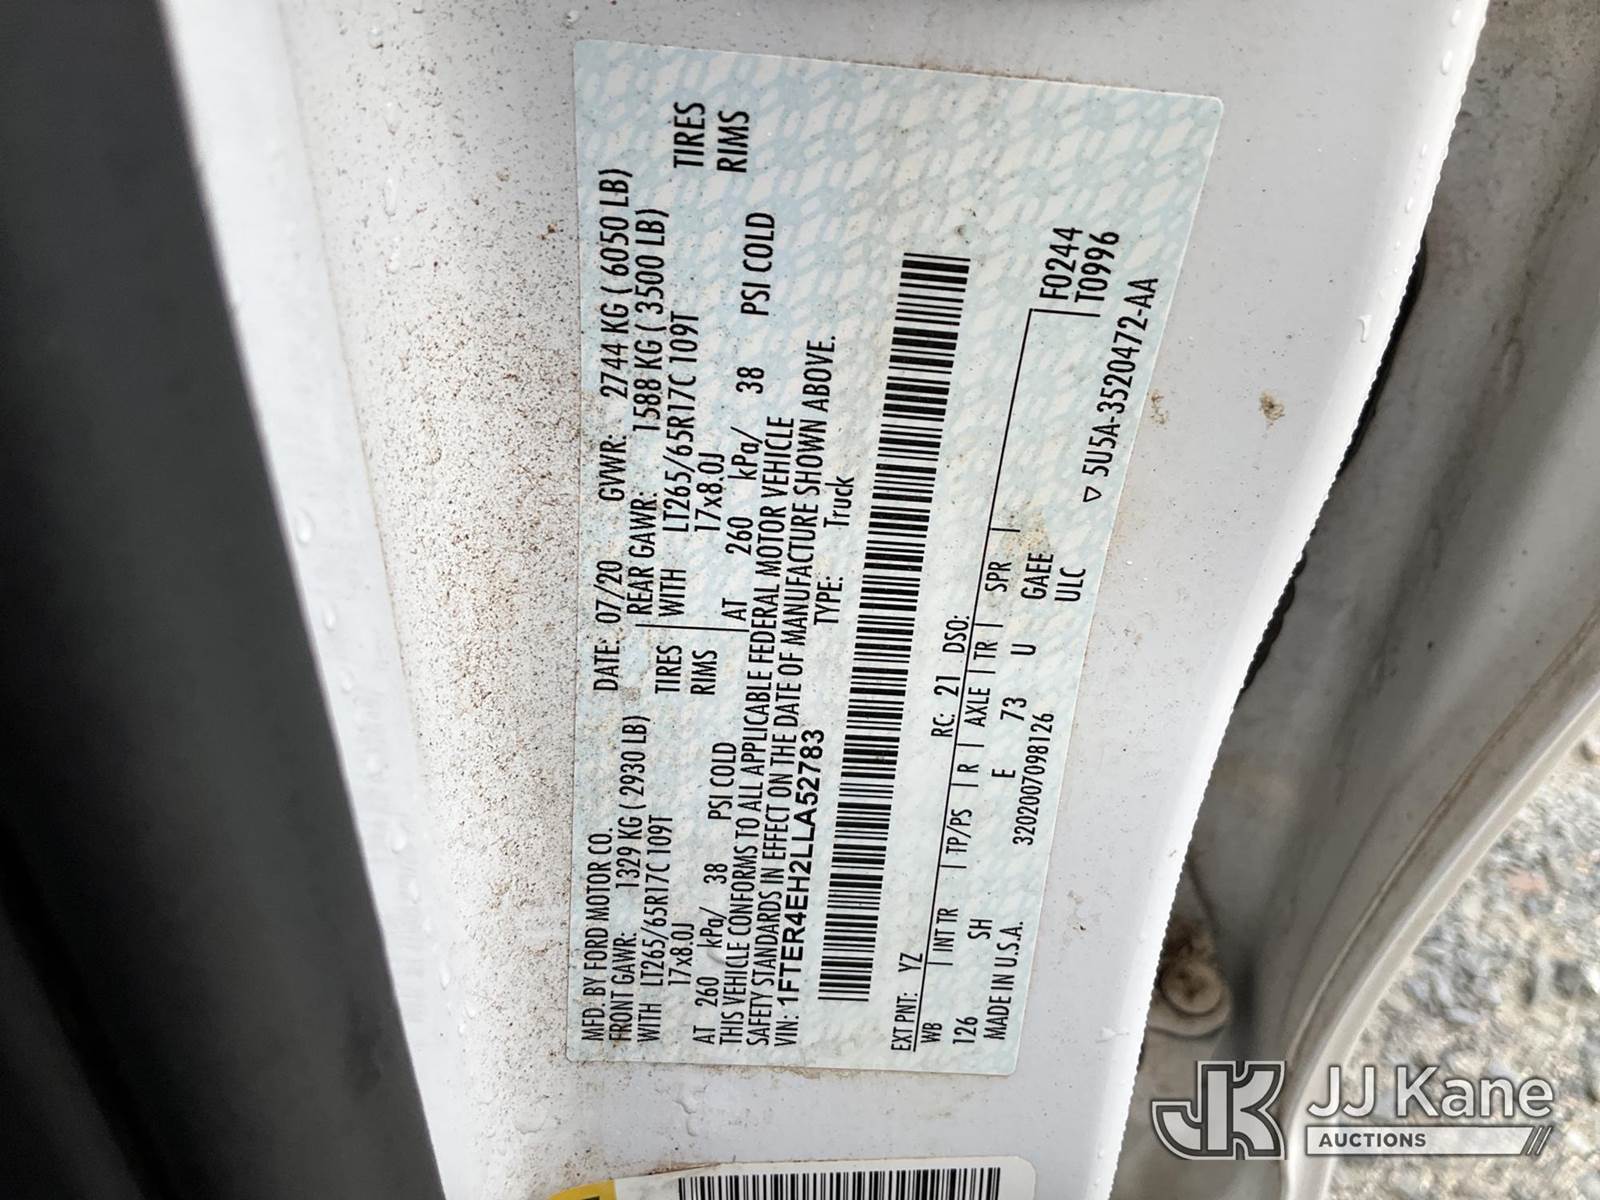 MFD. BY FORD MOTOR CO.
DATE: 07/20 GVWR: 2744 KG ( 6050 LB)
FRONT GAWR: 1329 KG ( 2930 LB) REAR GAWR: 1588 KG ( 3500 LB)
WITH LT265/65R17C 109T TIRES WITH LT265/65R17C 109T TIRES
17x8.0J RIMS 17x8.0J RIMS
AT 260 kPa/ 38 PSI COLD AT 260 kPa/ 38 PSI COLD
THIS VEHICLE CONFORMS TO ALL APPLICABLE FEDERAL MOTOR VEHICLE
SAFETY STANDARDS IN EFFECT ON THE DATE OF MANUFACTURE SHOWN ABOVE.
VIN: 1FTER4EH2LLA52783 TYPE: Truck
EXT PNT: YZ RC: 21 DSO:
WB INT TR TP/PS R AXLE TR SPR F0244
126 SH E 73 U GAEE T0996
MADE IN U.S.A. 3202007098126 ULC
▽ 5U5A-3520472-AA
JK JJ Kane
AUCTIONS